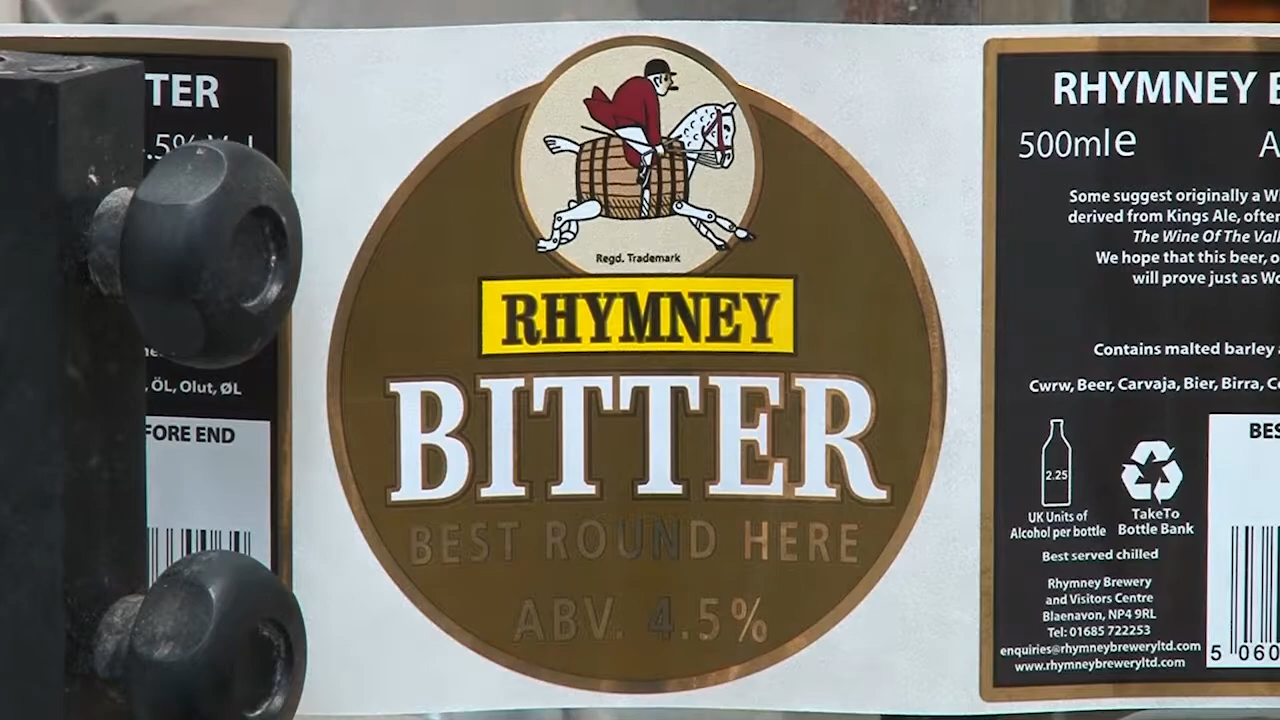 TTER
.5% Vol
, ÖL, Olut, ØL
FORE END
Regd. Trademark
RHYMNEY
BITTER
BEST ROUND HERE
ABV. 4.5%
RHYMNEY
500ml e
Some suggest originally a
derived from Kings Ale,
The Wine Of The
We hope that this beer,
will prove just as
Contains malted barley
Cwrw, Beer, Carvaja, Bier, Birra,
2.25
UK Units of
Alcohol per bottle
TakeTo
Bottle Bank
Best served chilled
Rhymney Brewery
and Visitors Centre
Blaenavon, NP4 9RL
Tel: 01685 722253
enquiries@rhymneybreweryltd.com
www.rhymneybreweryltd.com
BES
5 060